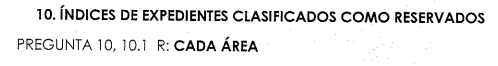 10. ÍNDICES DE EXPEDIENTES CLASIFICADOS COMO RESERVADOS
PREGUNTA 10, 10.1 R: CADA ÁREA